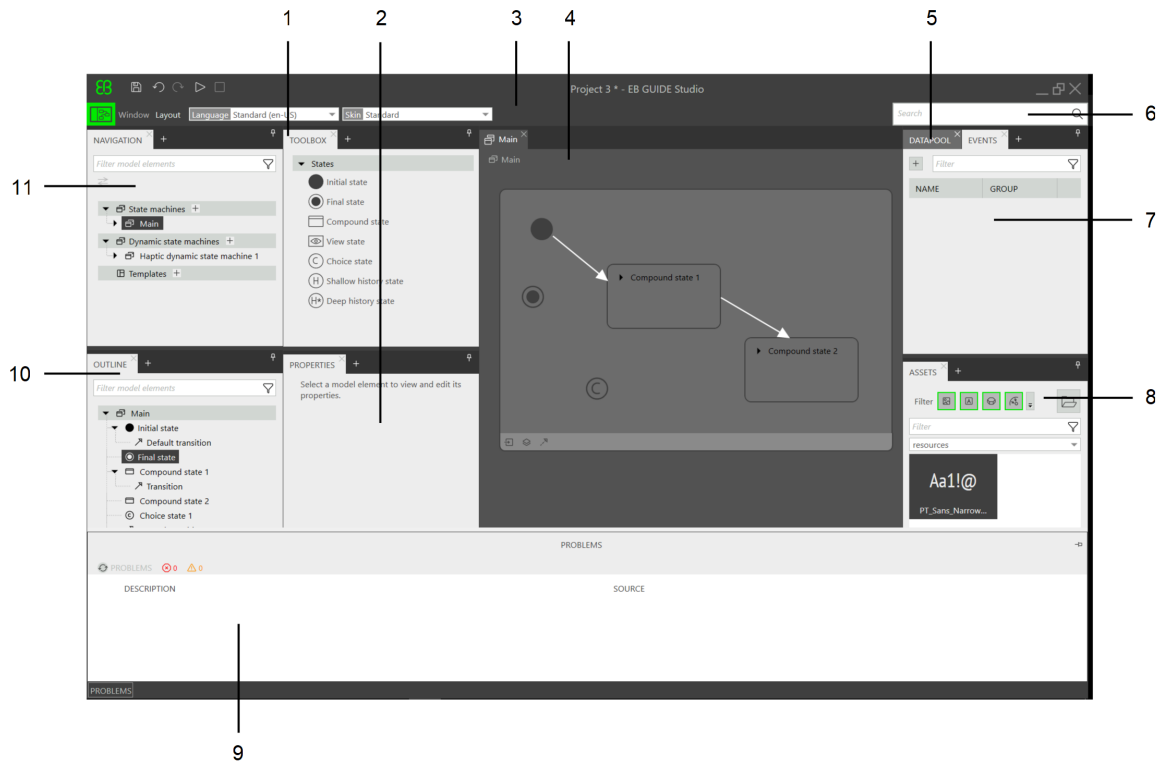 1 2 3 4 5
EB Project 3 * - EB GUIDE Studio
Window Layout Language Standard (en-US) Skin Standard Search
6
NAVIGATION +
Filter model elements
11
State machines +
Main
Dynamic state machines +
Haptic dynamic state machine 1
Templates +
TOOLBOX +
States
Initial state
Final state
Compound state
View state
C Choice state
H Shallow history state
H* Deep history state
Main
Main
Compound state 1
Compound state 2
C
DATAPOOL EVENTS +
+ Filter
NAME GROUP
7
OUTLINE +
10
Filter model elements
Main
Initial state
Default transition
Final state
Compound state 1
Transition
Compound state 2
C Choice state 1
PROPERTIES +
Select a model element to view and edit its
properties.
ASSETS +
Filter A
8
Filter
resources
Aa1!@
PT_Sans_Narrow...
PROBLEMS
PROBLEMS 0 0
DESCRIPTION SOURCE
PROBLEMS
9